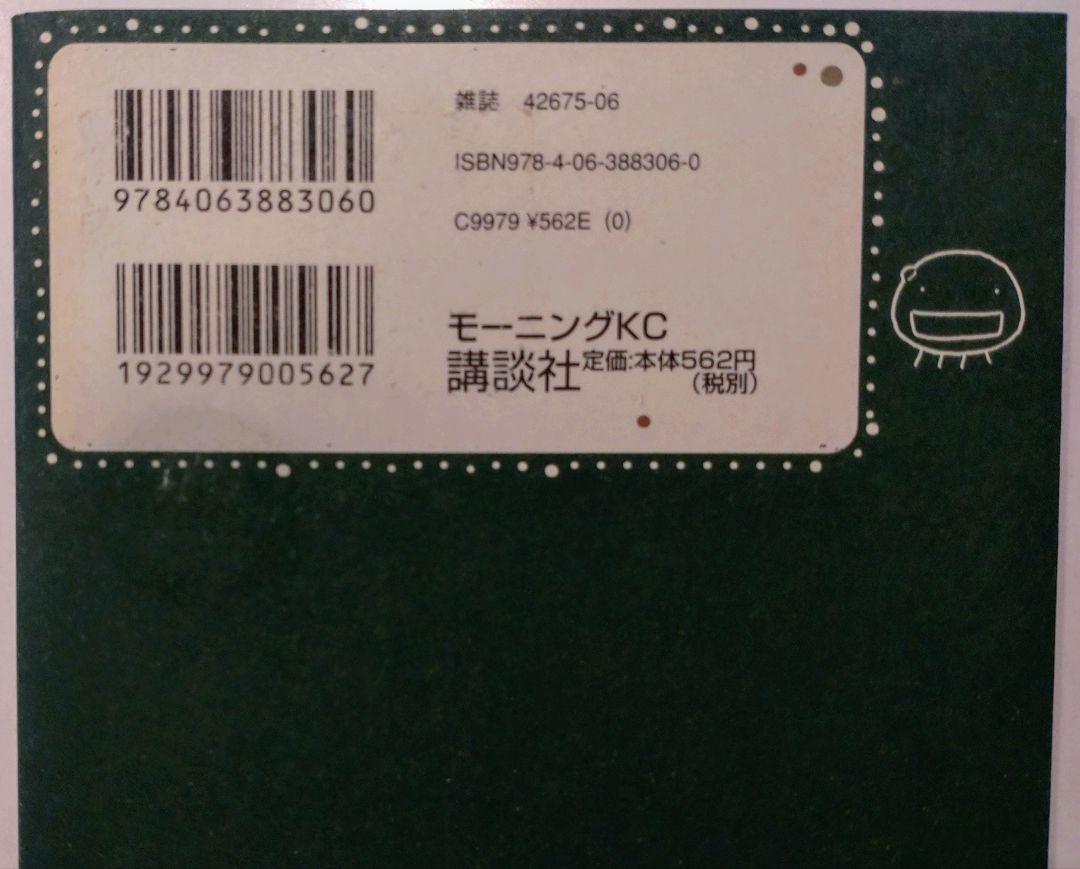 雑誌 42675-06
9784063883060
ISBN978-4-06-388306-0
C9979 ¥562E (0)
1929979005627
モーニングKC
講談社 定価:本体562円
(税別)